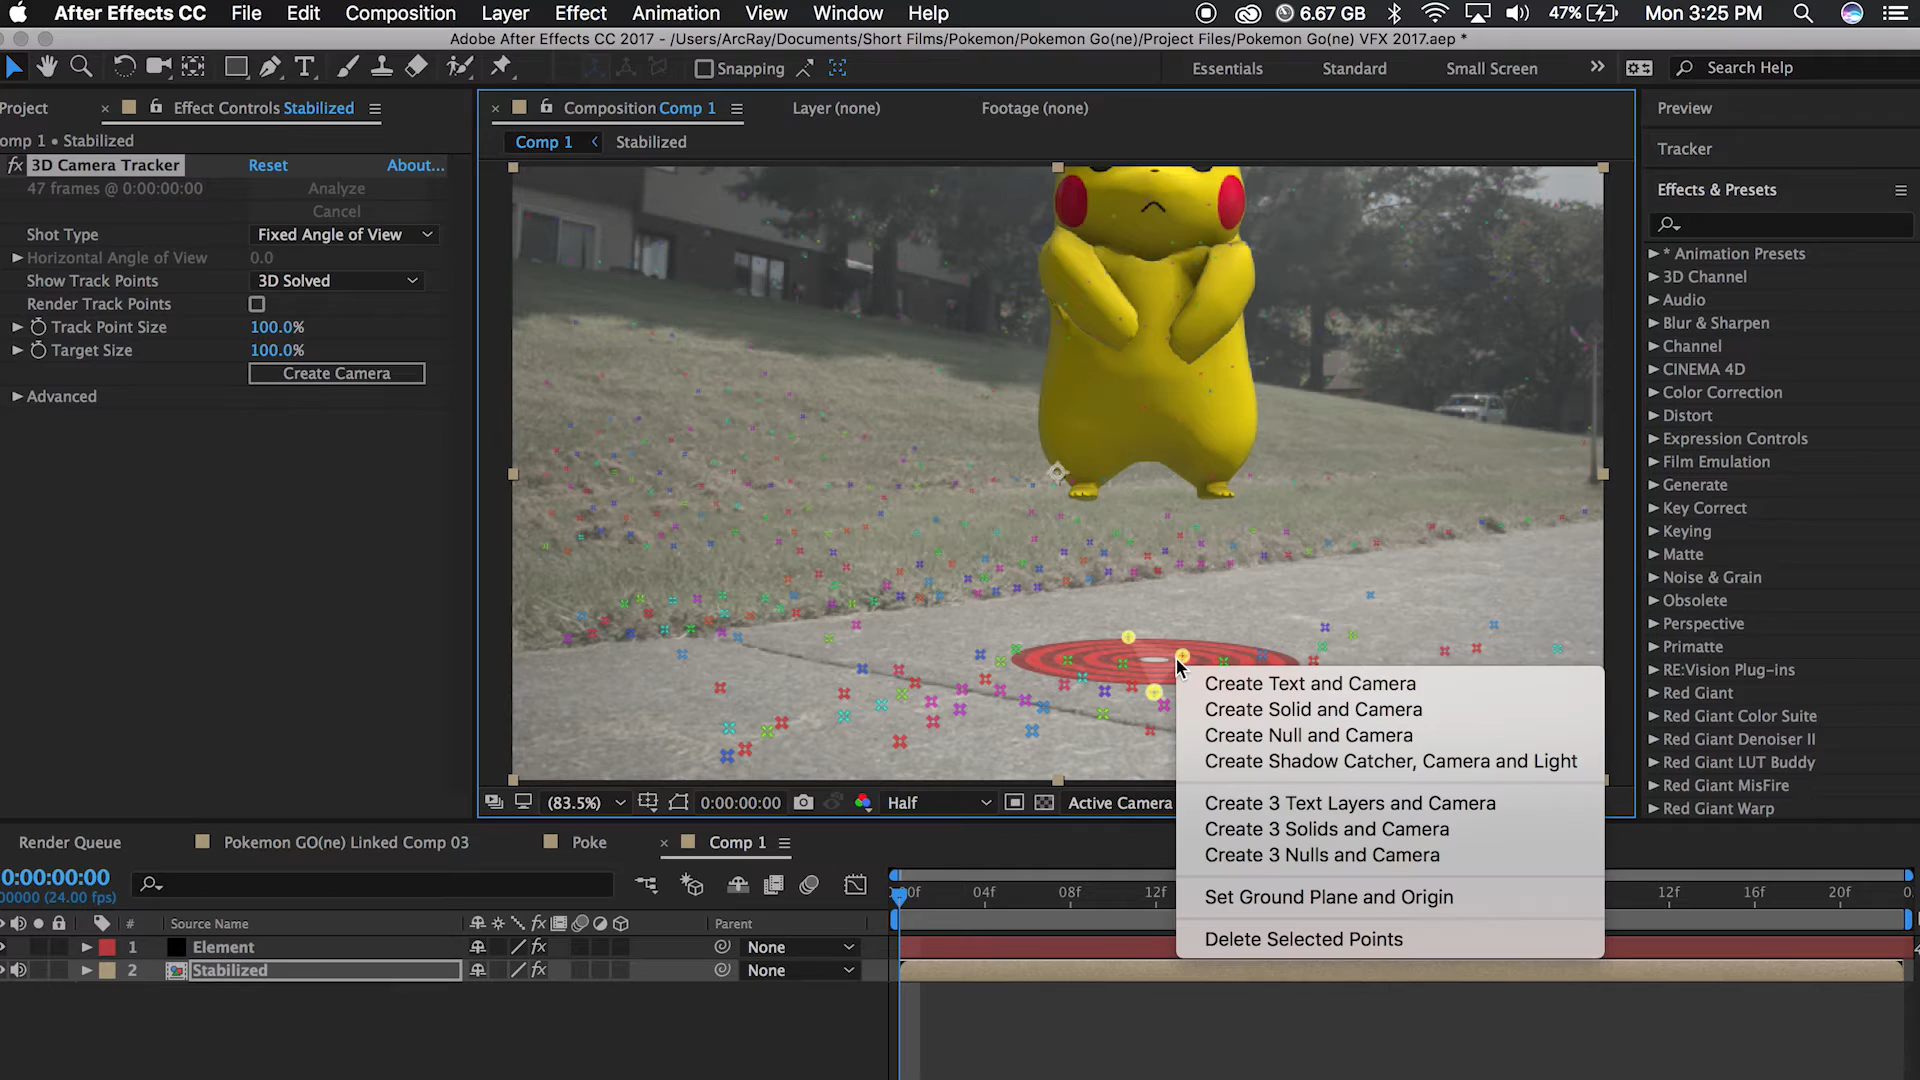 After Effects CC File Edit Composition Layer Effect Animation View Window Help 6.67 GB 47% Mon 3:25 PM
Adobe After Effects CC 2017 - /Users/ArcRay/Documents/Short Films/Pokemon/Pokemon Go(ne)/Project Files/Pokemon Go(ne) VFX 2017.aep *
T Snapping Essentials Standard Small Screen Search Help
Project Effect Controls Stabilized
Composition Comp 1 Layer (none) Footage (none)
omp 1 • Stabilized
Comp 1 Stabilized
fx 3D Camera Tracker Reset About...
47 frames @ 0:00:00:00 Analyze
Cancel
Shot Type Fixed Angle of View
Horizontal Angle of View 0.0
Show Track Points 3D Solved
Render Track Points
Track Point Size 100.0%
Target Size 100.0%
Create Camera
Advanced
Preview
Tracker
Effects & Presets
* Animation Presets
3D Channel
Audio
Blur & Sharpen
Channel
CINEMA 4D
Color Correction
Distort
Expression Controls
Film Emulation
Generate
Key Correct
Keying
Matte
Noise & Grain
Obsolete
Perspective
Primatte
RE:Vision Plug-ins
Red Giant
Red Giant Color Suite
Red Giant Denoiser II
Red Giant LUT Buddy
Red Giant MisFire
Red Giant Warp
Create Text and Camera
Create Solid and Camera
Create Null and Camera
Create Shadow Catcher, Camera and Light
Create 3 Text Layers and Camera
Create 3 Solids and Camera
Create 3 Nulls and Camera
Set Ground Plane and Origin
Delete Selected Points
(83.5%) 0:00:00:00 Half Active Camera
Render Queue Pokemon GO(ne) Linked Comp 03 Poke Comp 1
0:00:00:00
00000 (24.00 fps)
00f 04f 08f 12f 12f 16f 20f 0
# Source Name fx Parent
1 Element fx None
2 Stabilized fx None